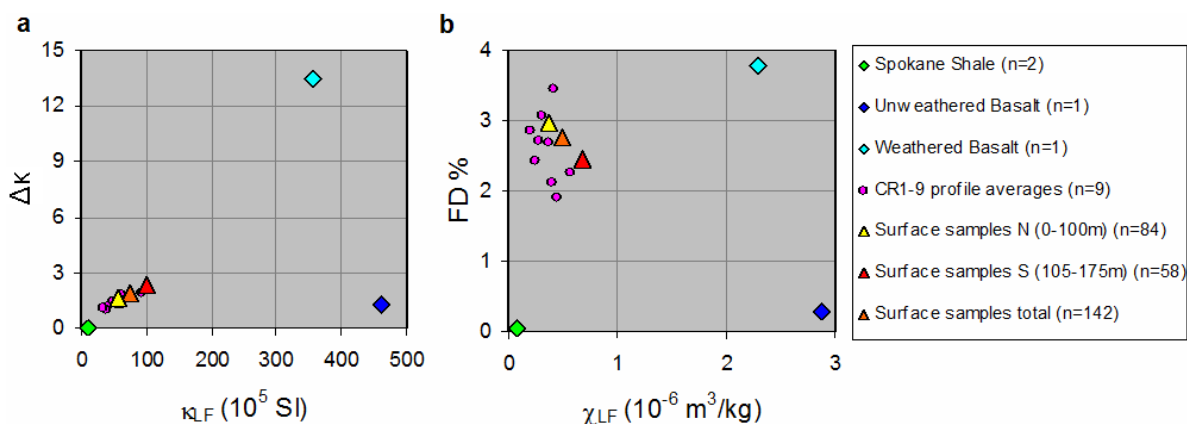 a
15
12
9
6
3
0
Δκ
0 100 200 300 400 500
κLF (10⁵ SI)
b
4
3
2
1
0
FD %
0 1 2 3
χLF (10⁻⁶ m³/kg)
Spokane Shale (n=2)
Unweathered Basalt (n=1)
Weathered Basalt (n=1)
CR1-9 profile averages (n=9)
Surface samples N (0-100m) (n=84)
Surface samples S (105-175m) (n=58)
Surface samples total (n=142)